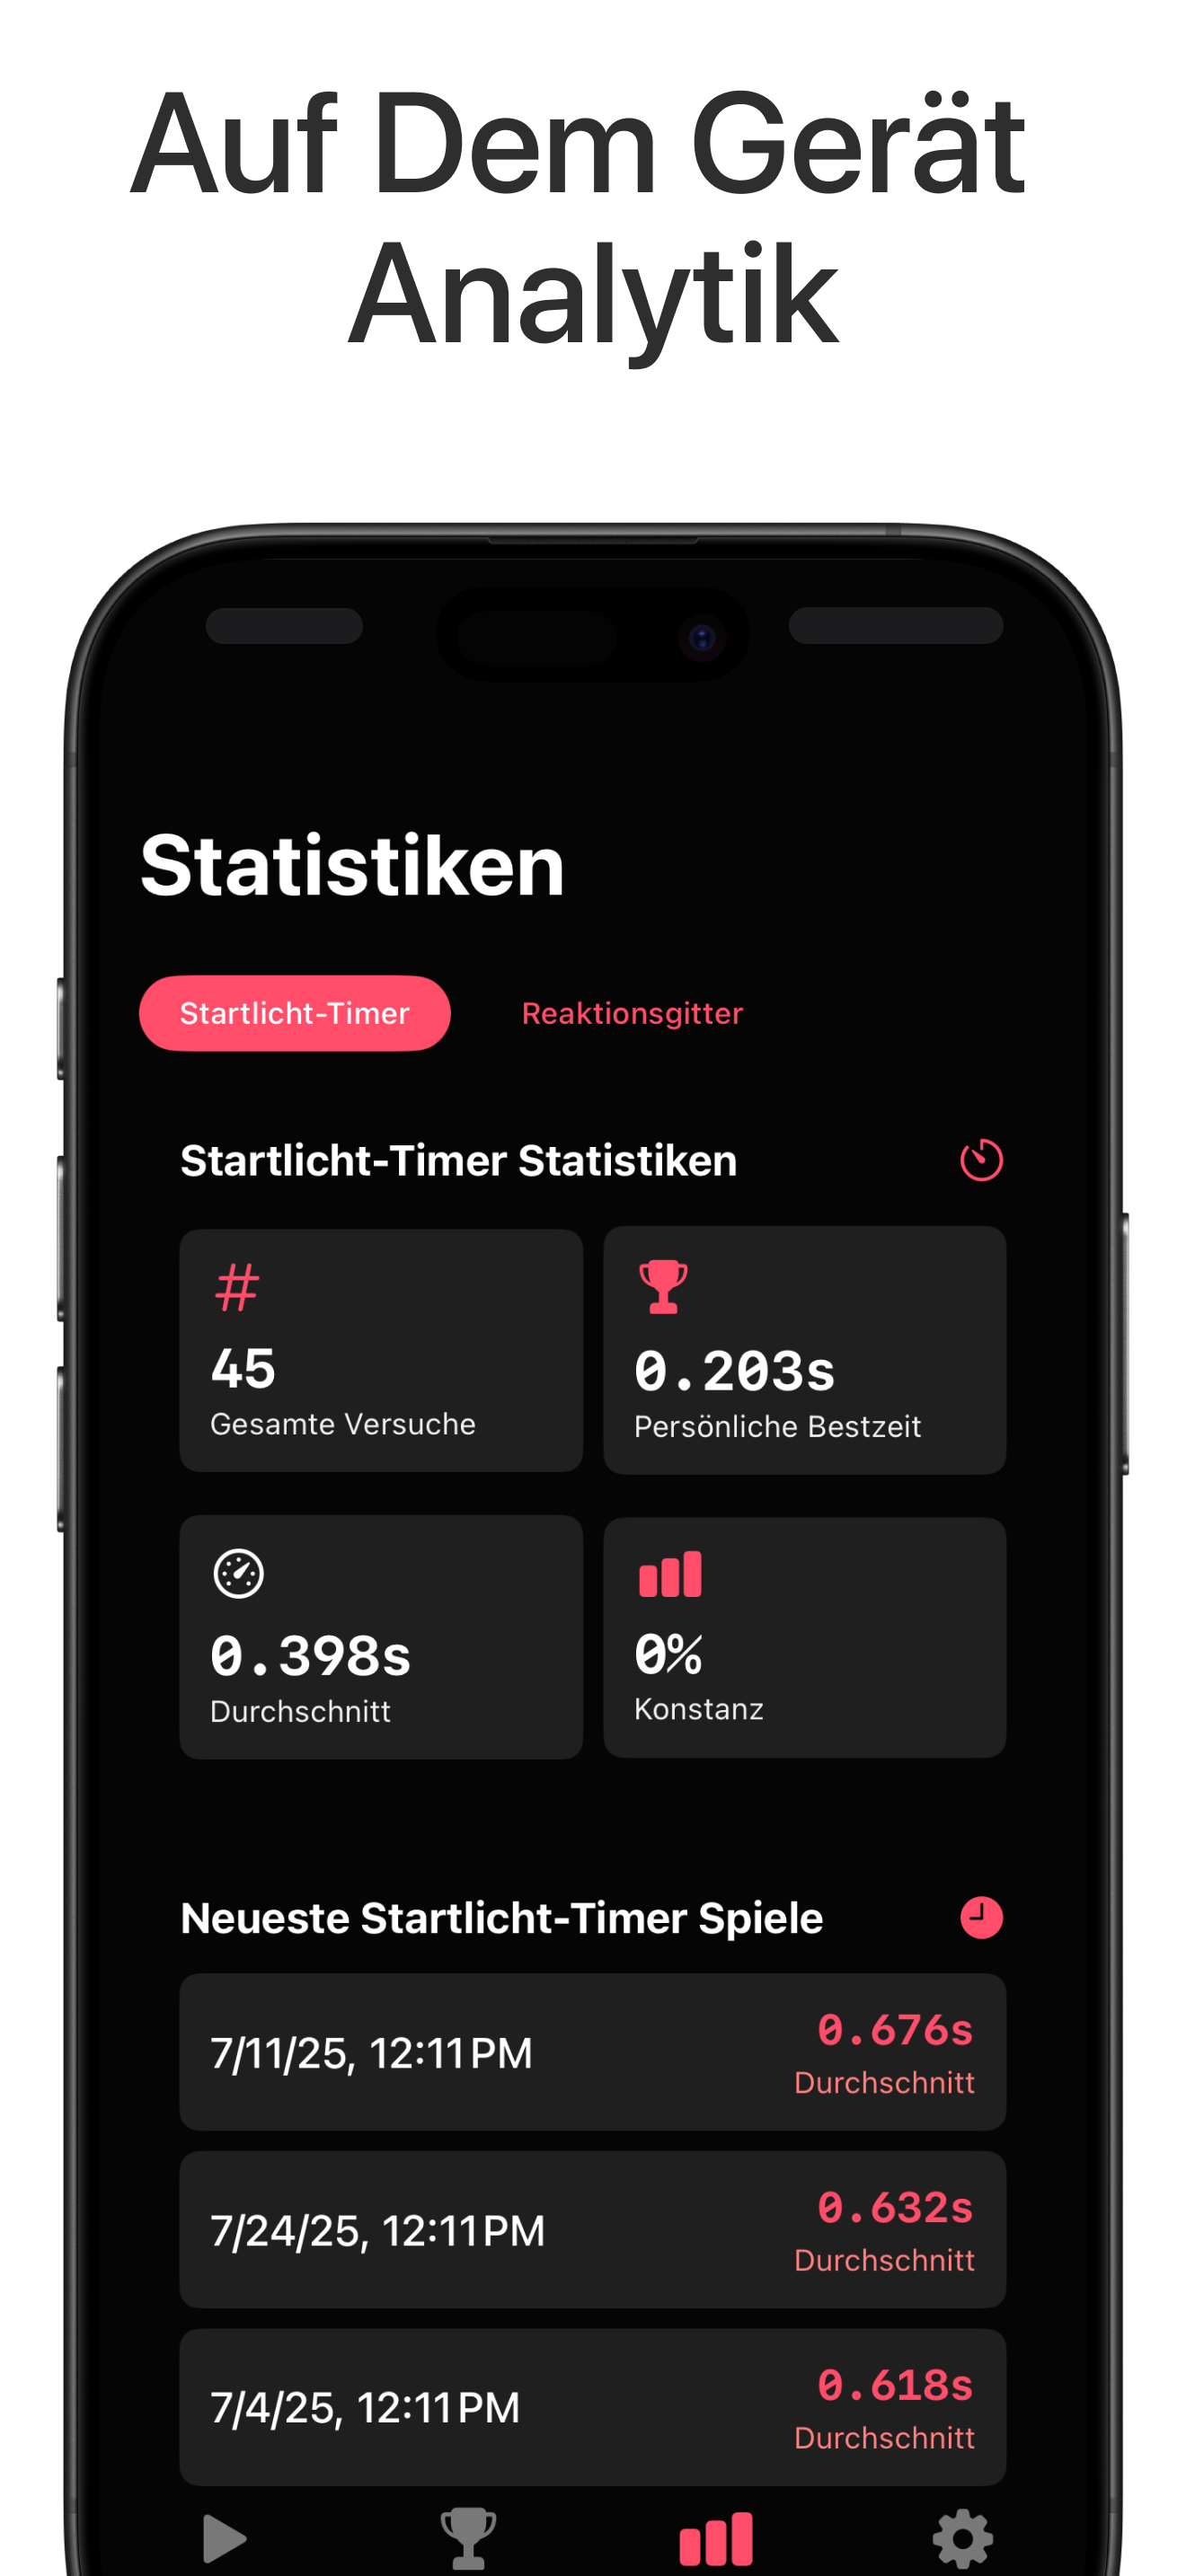 Auf Dem Gerät
Analytik
Statistiken
Startlicht-Timer
Reaktionsgitter
Startlicht-Timer Statistiken
45
Gesamte Versuche
0.203s
Persönliche Bestzeit
0.398s
Durchschnitt
0%
Konstanz
Neueste Startlicht-Timer Spiele
7/11/25, 12:11 PM
0.676s
Durchschnitt
7/24/25, 12:11 PM
0.632s
Durchschnitt
7/4/25, 12:11 PM
0.618s
Durchschnitt